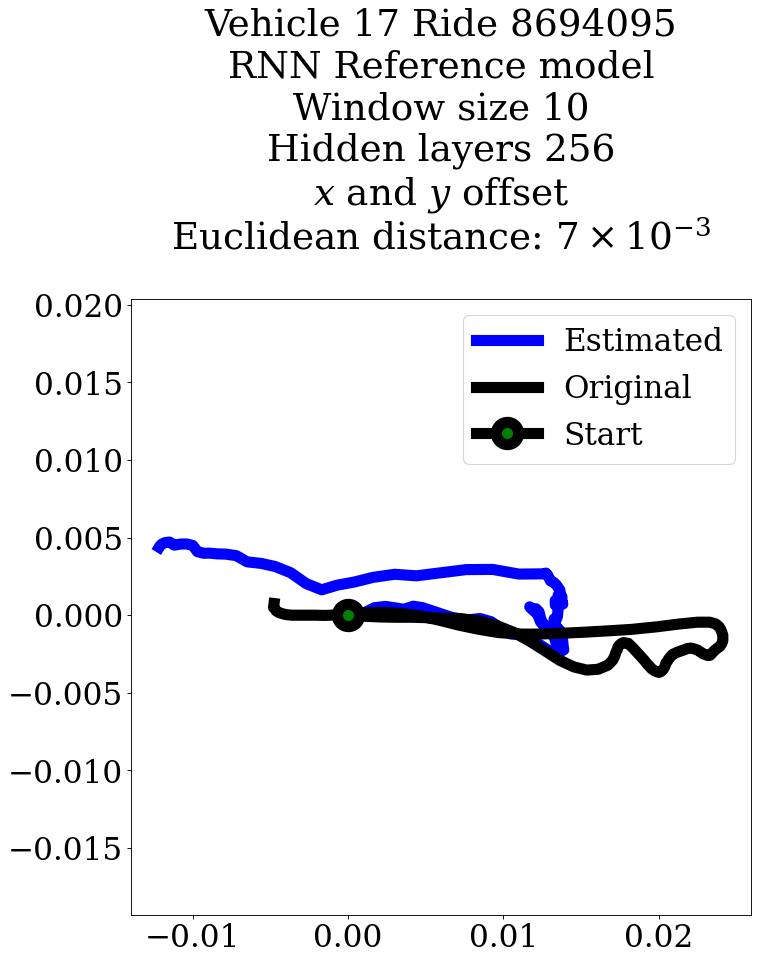 Vehicle 17 Ride 8694095
RNN Reference model
Window size 10
Hidden layers 256
x and y offset
Euclidean distance: 7 × 10⁻³
0.020
0.015
0.010
0.005
0.000
−0.005
−0.010
−0.015
Estimated
Original
Start
−0.01 0.00 0.01 0.02